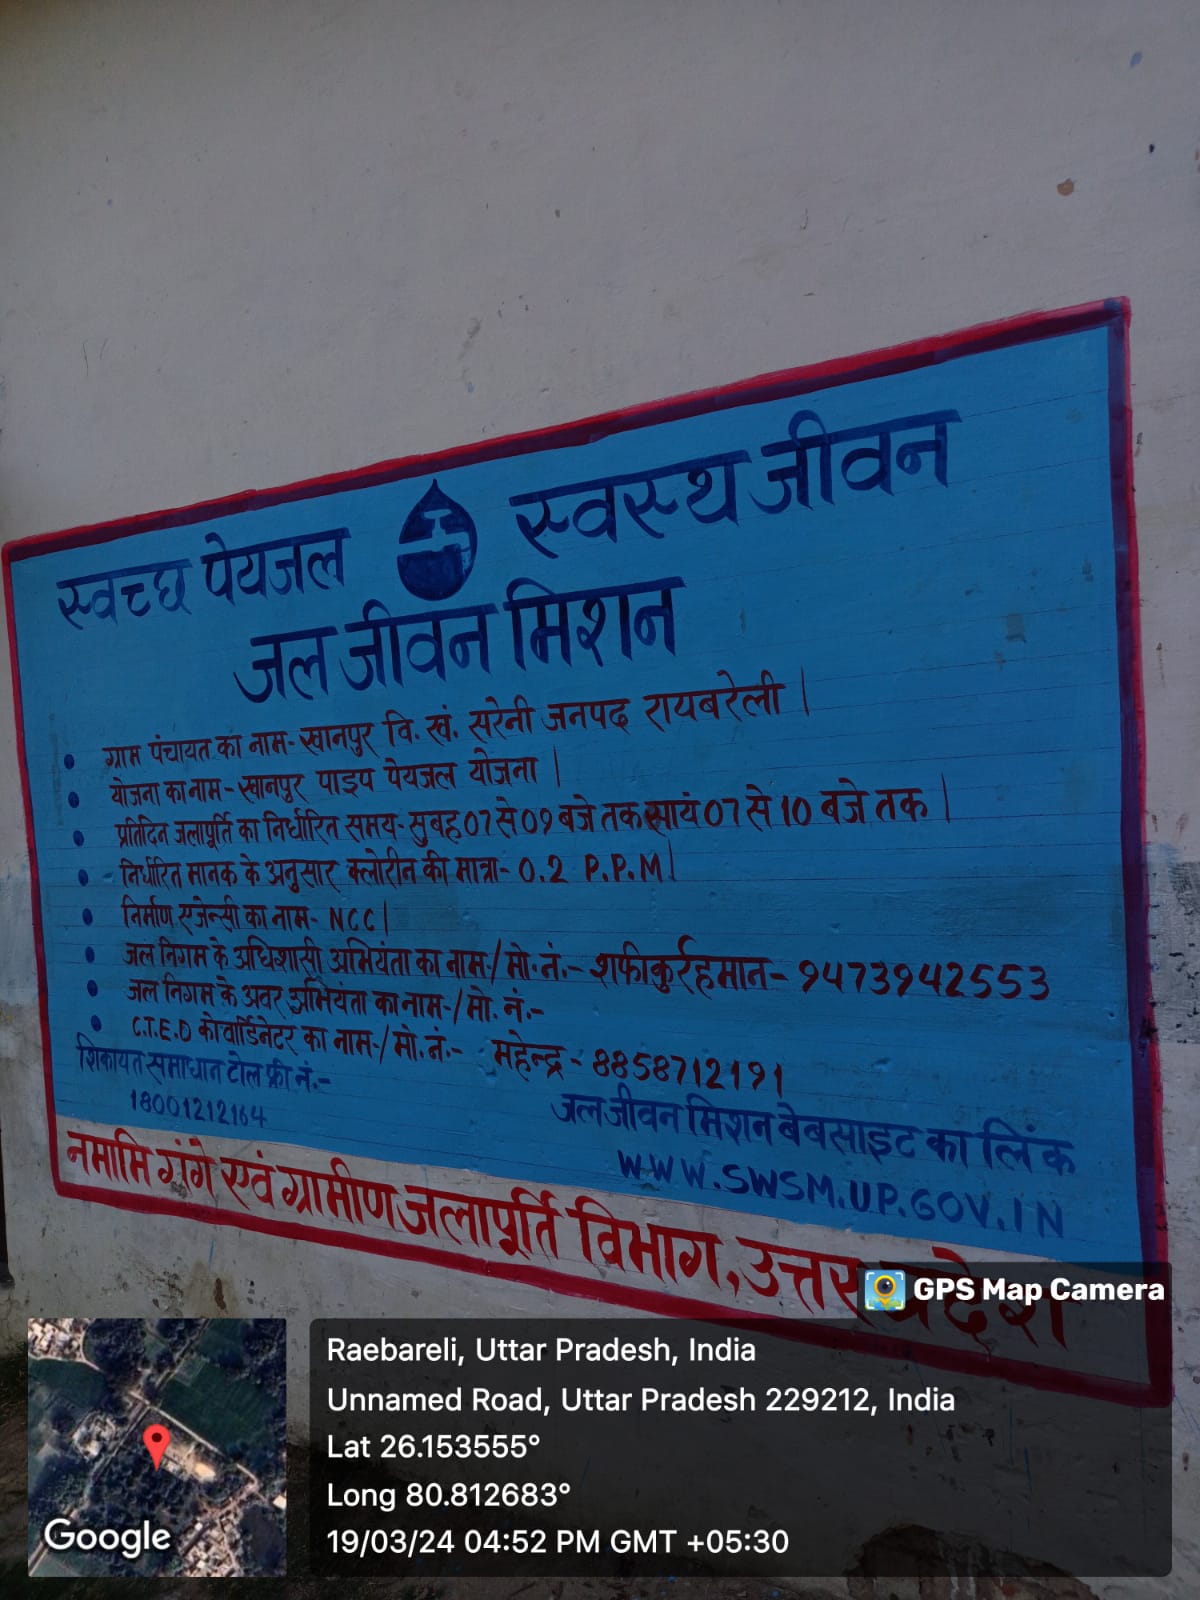 स्वच्छ पेयजल स्वस्थ जीवन
जल जीवन मिशन
• ग्राम पंचायत का नाम- खानपुर वि. खं. सरेनी जनपद रायबरेली |
• योजना का नाम- खानपुर पाइप पेयजल योजना |
• प्रतिदिन जलापूर्ति का निर्धारित समय- सुबह 07 से 09 बजे तक सायं 07 से 10 बजे तक |
• निर्धारित मानक के अनुसार क्लोरीन की मात्रा- 0.2 P.P.M |
• निर्माण एजेन्सी का नाम- NCC |
• जल निगम के अधिशासी अभियंता का नाम-/मो.नं.- शफीकुर्रहमान- 9473942553
• जल निगम के अवर अभियंता का नाम-/मो. नं:-
• C.T.E.D कोवार्डिनेटर का नाम-/मो.नं:- महेन्द्र - 8858712191
शिकायत समाधान टोल फ्री नं.-
18001212164
जल जीवन मिशन बेबसाइट का लिंक
WWW.SWSM.UP.GOV.IN
नमामि गंगे एवं ग्रामीण जलापूर्ति विभाग, उत्तर प्रदेश
GPS Map Camera
Raebareli, Uttar Pradesh, India
Unnamed Road, Uttar Pradesh 229212, India
Lat 26.153555°
Long 80.812683°
19/03/24 04:52 PM GMT +05:30
Google